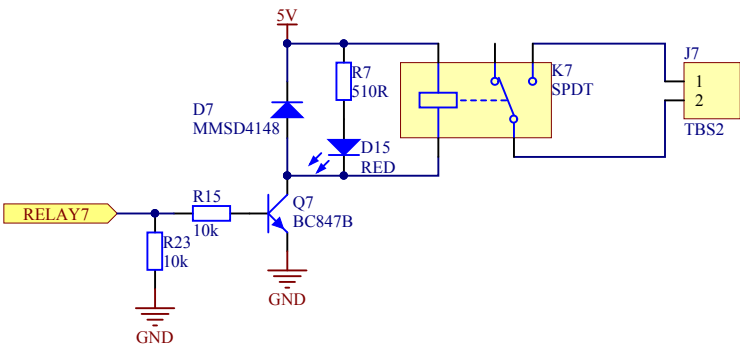 5V
R7
510R
D7
MMSD4148
D15
RED
K7
SPDT
J7
1
2
TBS2
RELAY7
R15
10k
Q7
BC847B
R23
10k
GND
GND